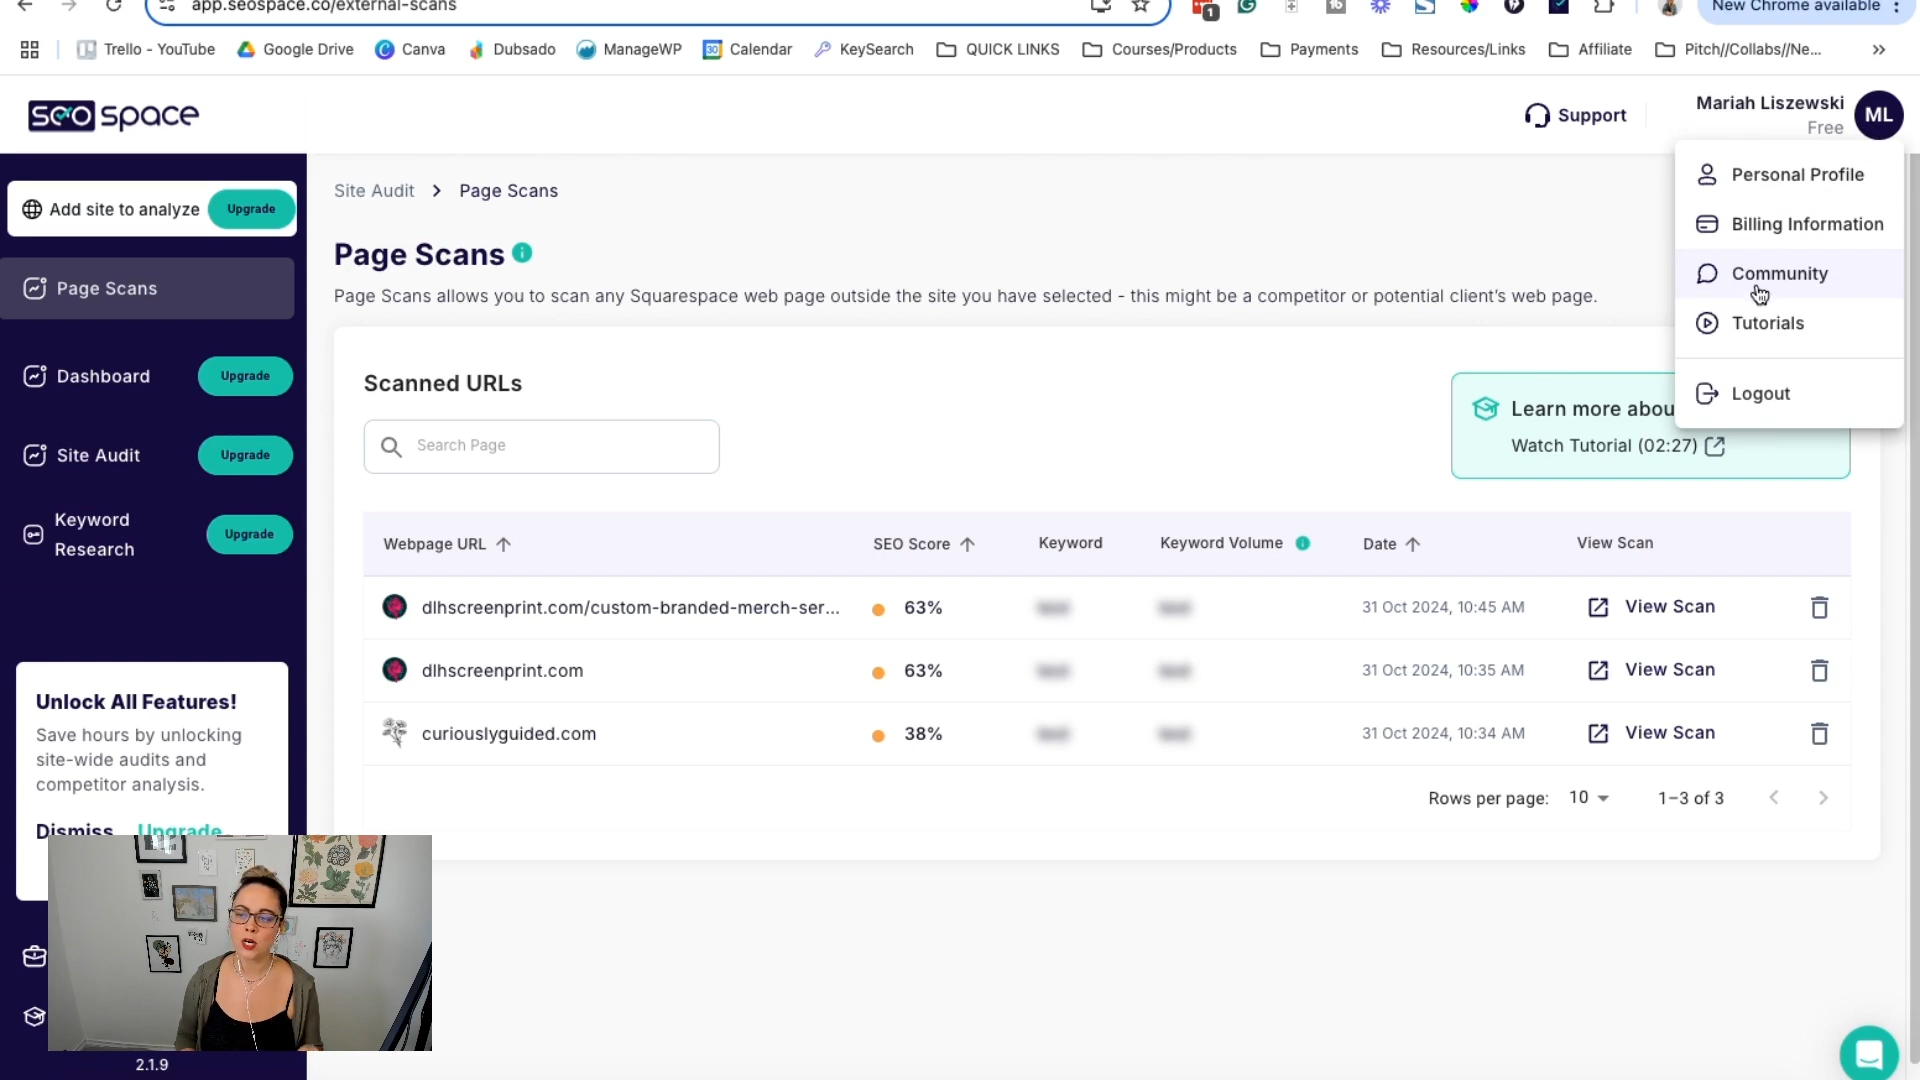 app.seospace.co/external-scans
1
New Chrome available
Trello - YouTube
Google Drive
Canva
Dubsado
ManageWP
Calendar
KeySearch
QUICK LINKS
Courses/Products
Payments
Resources/Links
Affiliate
Pitch//Collabs//Ne...
seo space
Support
Mariah Liszewski
Free
ML
Personal Profile
Billing Information
Community
Tutorials
Logout
Add site to analyze
Upgrade
Page Scans
Dashboard
Upgrade
Site Audit
Upgrade
Keyword
Research
Upgrade
Unlock All Features!
Save hours by unlocking
site-wide audits and
competitor analysis.
Dismiss Upgrade
2.1.9
Site Audit > Page Scans
Page Scans
Page Scans allows you to scan any Squarespace web page outside the site you have selected - this might be a competitor or potential client's web page.
Scanned URLs
Search Page
Learn more abou
Watch Tutorial (02:27)
Webpage URL SEO Score Keyword Keyword Volume Date View Scan
dlhscreenprint.com/custom-branded-merch-ser... 63% 31 Oct 2024, 10:45 AM View Scan
dlhscreenprint.com 63% 31 Oct 2024, 10:35 AM View Scan
curiouslyguided.com 38% 31 Oct 2024, 10:34 AM View Scan
Rows per page: 10 1–3 of 3